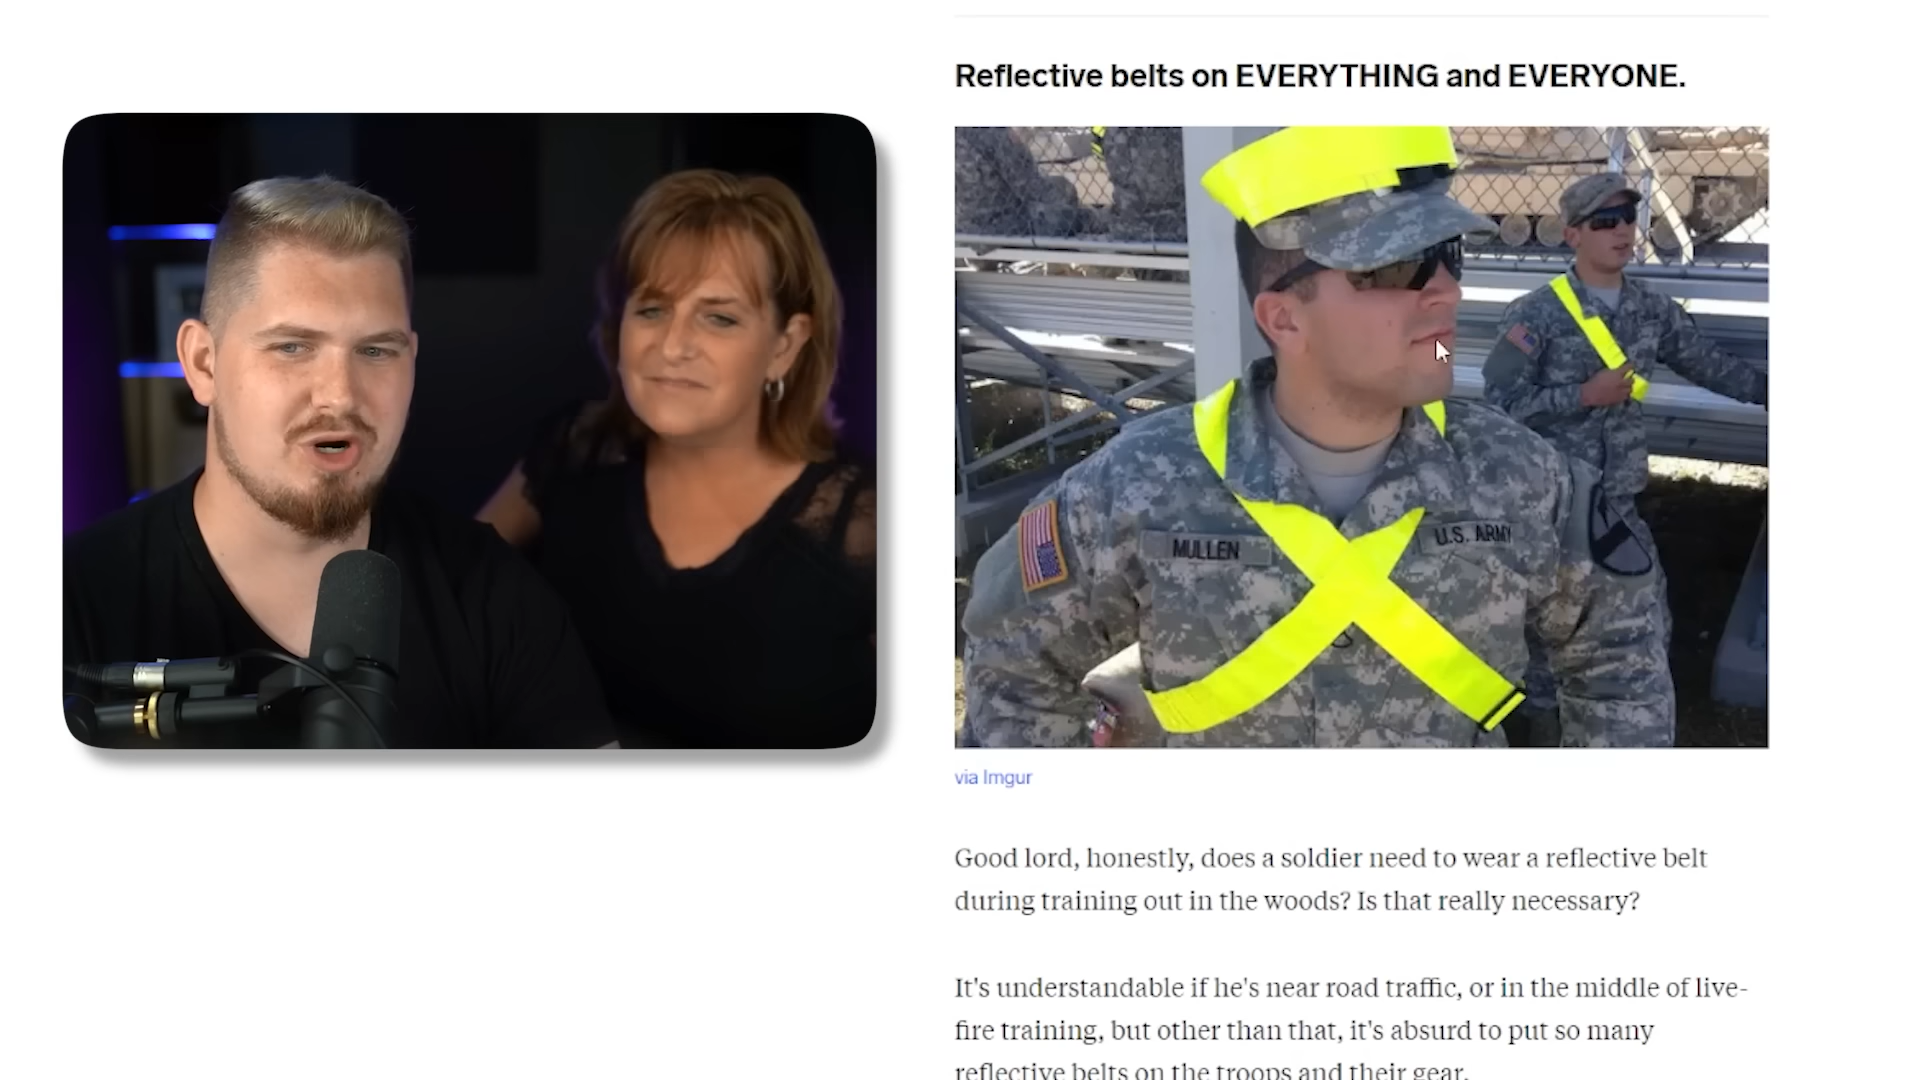 Reflective belts on EVERYTHING and EVERYONE.
MULLEN
U.S. ARMY
via Imgur
Good lord, honestly, does a soldier need to wear a reflective belt
during training out in the woods? Is that really necessary?
It's understandable if he's near road traffic, or in the middle of live-
fire training, but other than that, it's absurd to put so many
reflective belts on the troops and their gear.